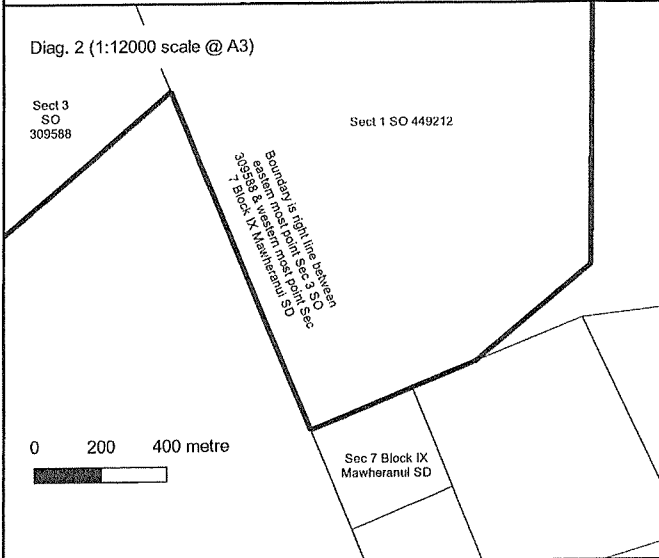 Diag. 2 (1:12000 scale @ A3)
Sect 3
SO
309588
Sect 1 SO 449212
Boundary is right line between
eastern most point Sec 3 SO
309588 & western most point Sec
7 Block IX Mawheranui SD
0 200 400 metre
Sec 7 Block IX
Mawheranui SD